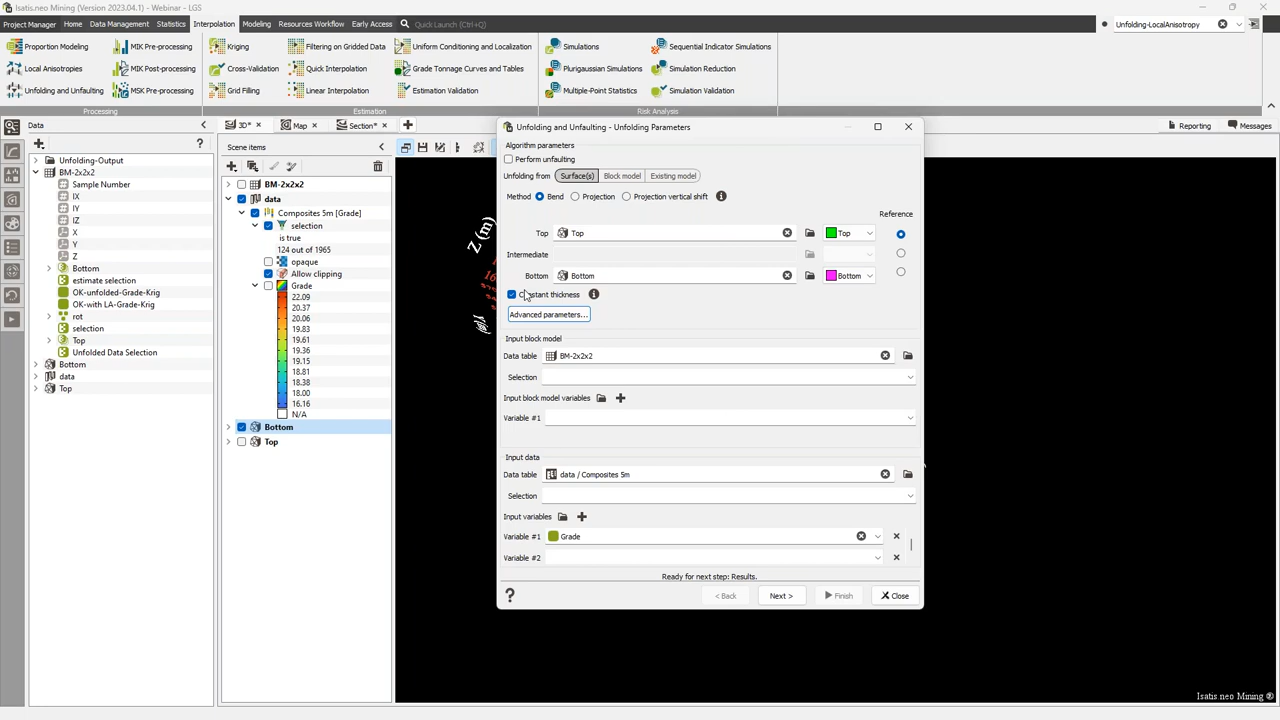 Isatis.neo Mining (Version 2023.04.1) - Webinar - LGS
Project Manager Home Data Management Statistics Interpolation Modeling Resources Workflow Early Access Quick Launch (Ctrl+Q) Unfolding-LocalAnisotropy
Proportion Modeling MIK Pre-processing Kriging Filtering on Gridded Data Uniform Conditioning and Localization Simulations Sequential Indicator Simulations
Local Anisotropies MIK Post-processing Cross-Validation Quick Interpolation Grade Tonnage Curves and Tables Plurigaussian Simulations Simulation Reduction
Unfolding and Unfaulting MSK Pre-processing Grid Filling Linear Interpolation Estimation Validation Multiple-Point Statistics Simulation Validation
Processing Estimation Risk Analysis
Data
Unfolding-Output
BM-2x2x2
Sample Number
IX
IY
IZ
X
Y
Z
Bottom
estimate selection
OK-unfolded-Grade-Krig
OK-with LA-Grade-Krig
rot
selection
Top
Unfolded Data Selection
Bottom
data
Top
3D* Map Section* Reporting Messages
Scene items
BM-2x2x2
data
Composites 5m [Grade]
selection
is true
124 out of 1965
opaque
Allow clipping
Grade
22.09
20.37
20.06
19.83
19.61
19.36
19.15
18.81
18.38
18.00
16.16
N/A
Bottom
Top
Z (m)
Unfolding and Unfaulting - Unfolding Parameters
Algorithm parameters
Perform unfaulting
Unfolding from Surface(s) Block model Existing model
Method Bend Projection Projection vertical shift
Reference
Top Top Top
Intermediate
Bottom Bottom Bottom
Constant thickness
Advanced parameters...
Input block model
Data table BM-2x2x2
Selection
Input block model variables
Variable #1
Input data
Data table data / Composites 5m
Selection
Input variables
Variable #1 Grade
Variable #2
Ready for next step: Results.
? < Back Next > Finish Close
Isatis.neo Mining ®